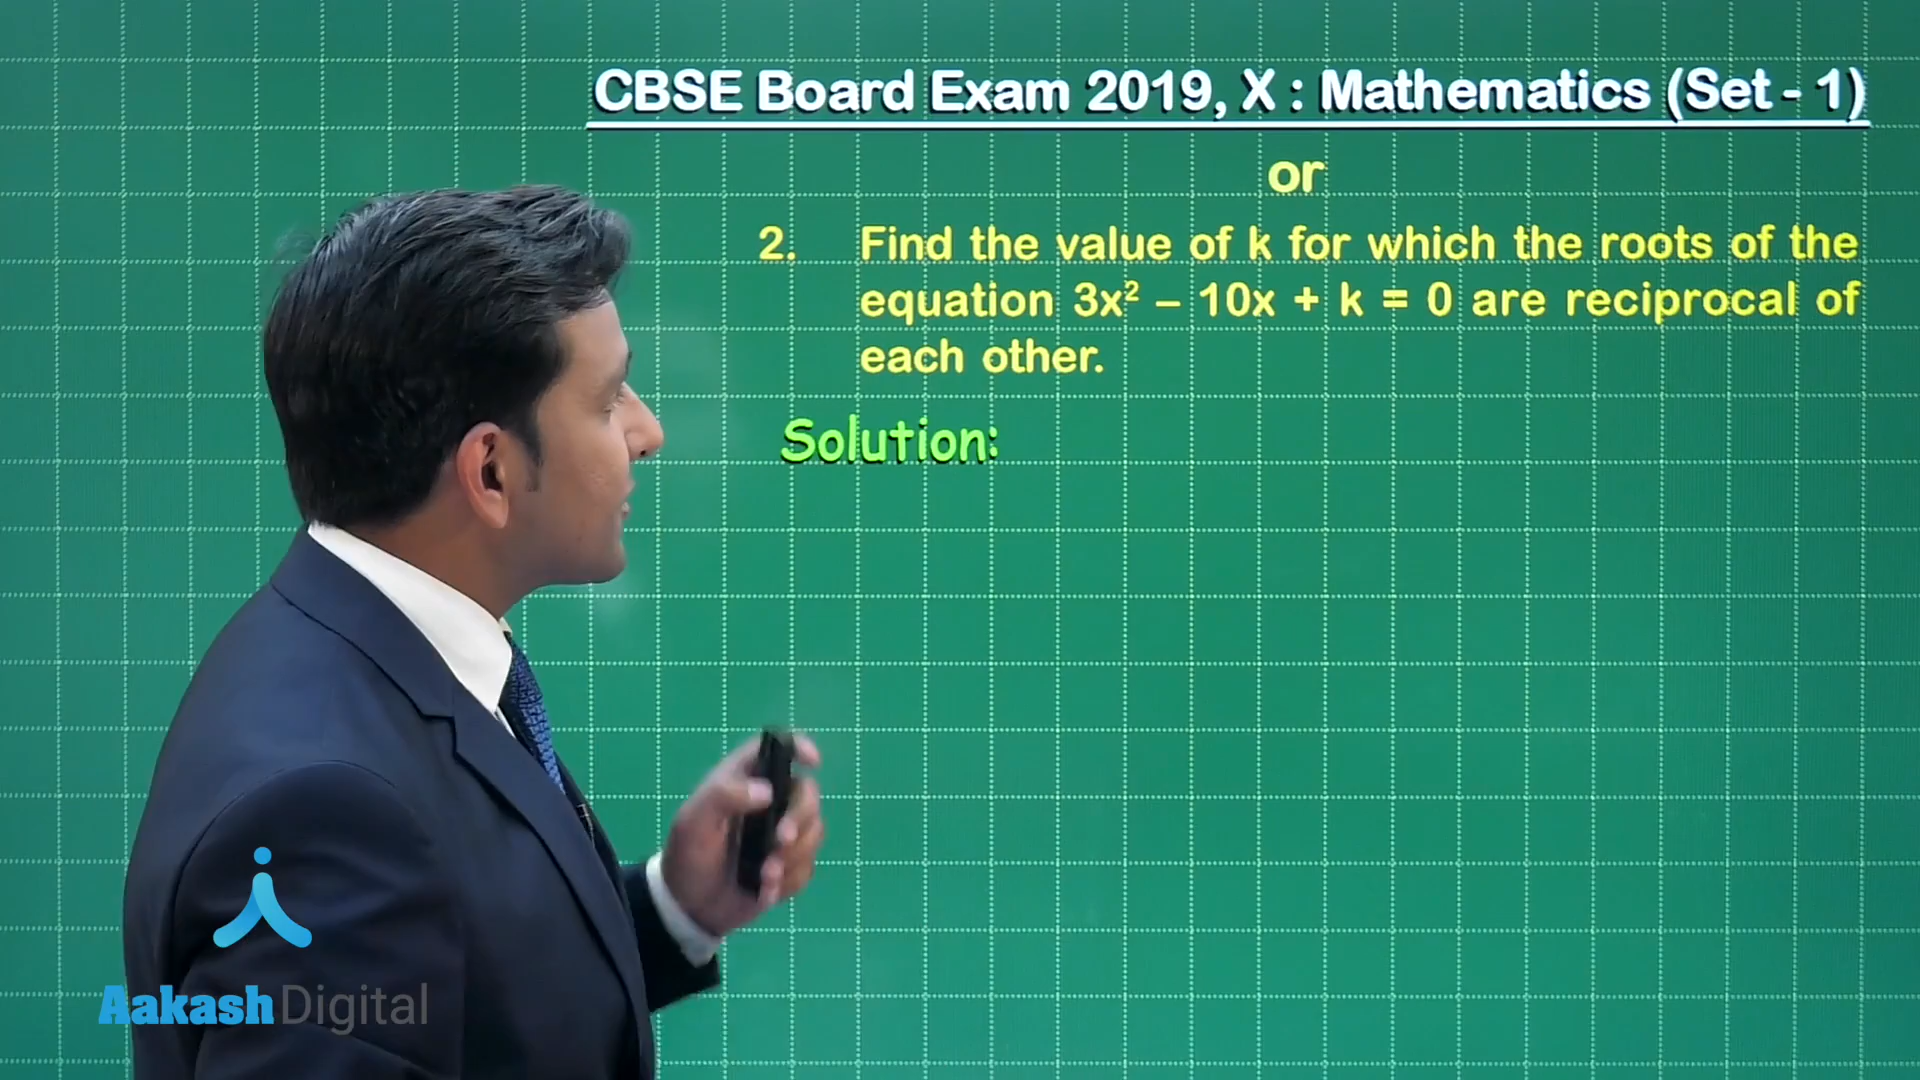 CBSE Board Exam 2019, X : Mathematics (Set - 1)
or
2. Find the value of k for which the roots of the
equation 3x² – 10x + k = 0 are reciprocal of
each other.
Solution:
Aakash Digital